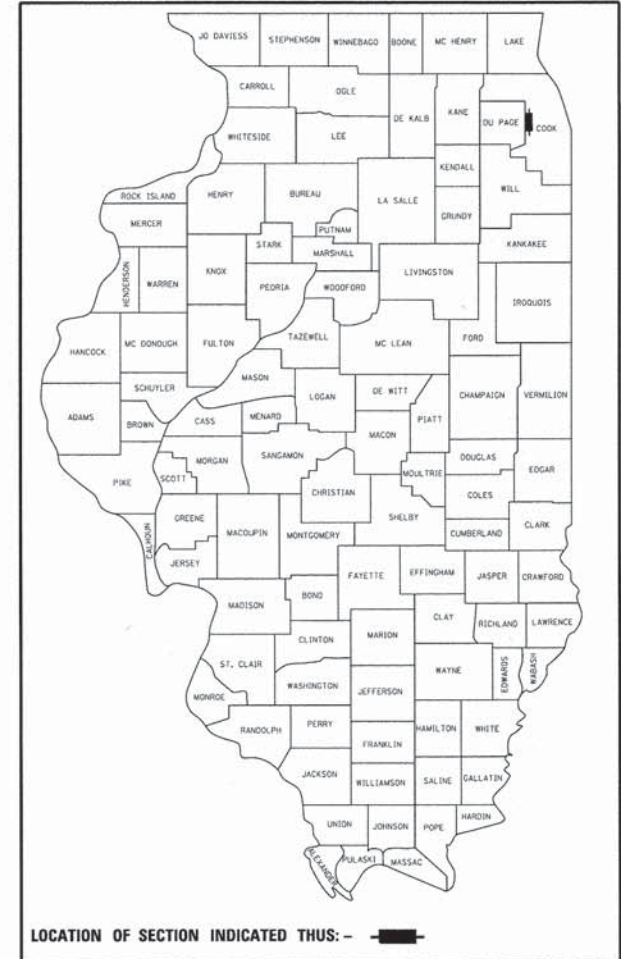 JO DAVIESS
STEPHENSON
WINNEBAGO
BOONE
MC HENRY
LAKE
CARROLL
OGLE
DE KALB
KANE
DU PAGE
COOK
WHITESIDE
LEE
KENDALL
WILL
ROCK ISLAND
HENRY
BUREAU
LA SALLE
GRUNDY
MERCER
PUTNAM
KANKAKEE
STARK
MARSHALL
HENDERSON
WARREN
KNOX
PEORIA
WOODFORD
LIVINGSTON
IROQUOIS
TAZEWELL
FORD
HANCOCK
MC DONOUGH
FULTON
MC LEAN
MASON
SCHUYLER
LOGAN
DE WITT
CHAMPAIGN
VERMILION
ADAMS
BROWN
CASS
MENARD
PIATT
MACON
MORGAN
SANGAMON
DOUGLAS
EDGAR
PIKE
SCOTT
MOULTRIE
COLES
CHRISTIAN
GREENE
SHELBY
CALHOUN
MACOUPIN
MONTGOMERY
CUMBERLAND
CLARK
JERSEY
FAYETTE
EFFINGHAM
JASPER
CRAWFORD
BOND
MADISON
CLAY
RICHLAND
LAWRENCE
CLINTON
MARION
ST. CLAIR
WAYNE
EDWARDS
WABASH
WASHINGTON
JEFFERSON
MONROE
RANDOLPH
PERRY
HAMILTON
WHITE
FRANKLIN
JACKSON
WILLIAMSON
SALINE
GALLATIN
UNION
JOHNSON
POPE
HARDIN
ALEXANDER
PULASKI
MASSAC
LOCATION OF SECTION INDICATED THUS: -